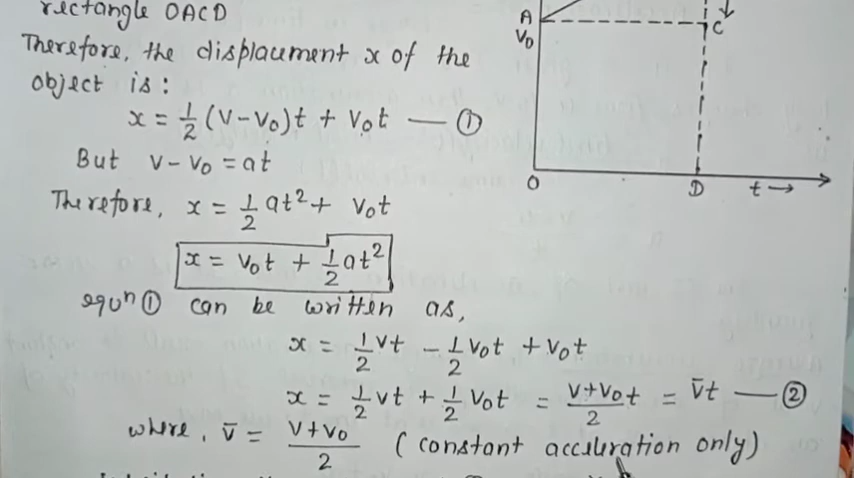 rectangle OACD
Therefore, the displaument x of the
object is:
x = 1/2 (v-v₀)t + v₀t — ①
But v - v₀ = at
Therefore, x = 1/2 at² + v₀t
x = v₀t + 1/2 at²
equⁿ ① can be written as,
x = 1/2 vt - 1/2 v₀t + v₀t
x = 1/2 vt + 1/2 v₀t = (v+v₀)/2 t = v̄t — ②
where, v̄ = (v+v₀)/2 (constant acceleration only)
A
v₀
C
O
D
t →